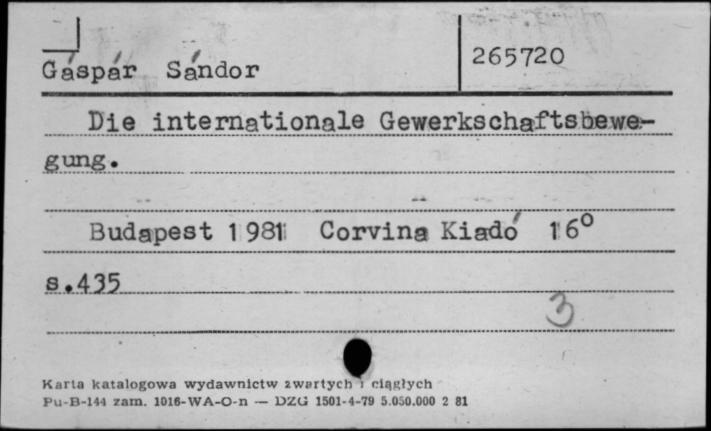 Gáspár Sándor
265720
Die internationale Gewerkschaftsbewe-
gung.
Budapest 1981 Corvina Kiadó 16°
s.435
3
Karta katalogowa wydawnictw zwartych i ciągłych
Pu-B-144 zam. 1016-WA-O-n — DZG 1501-4-79 5.050.000 2 81